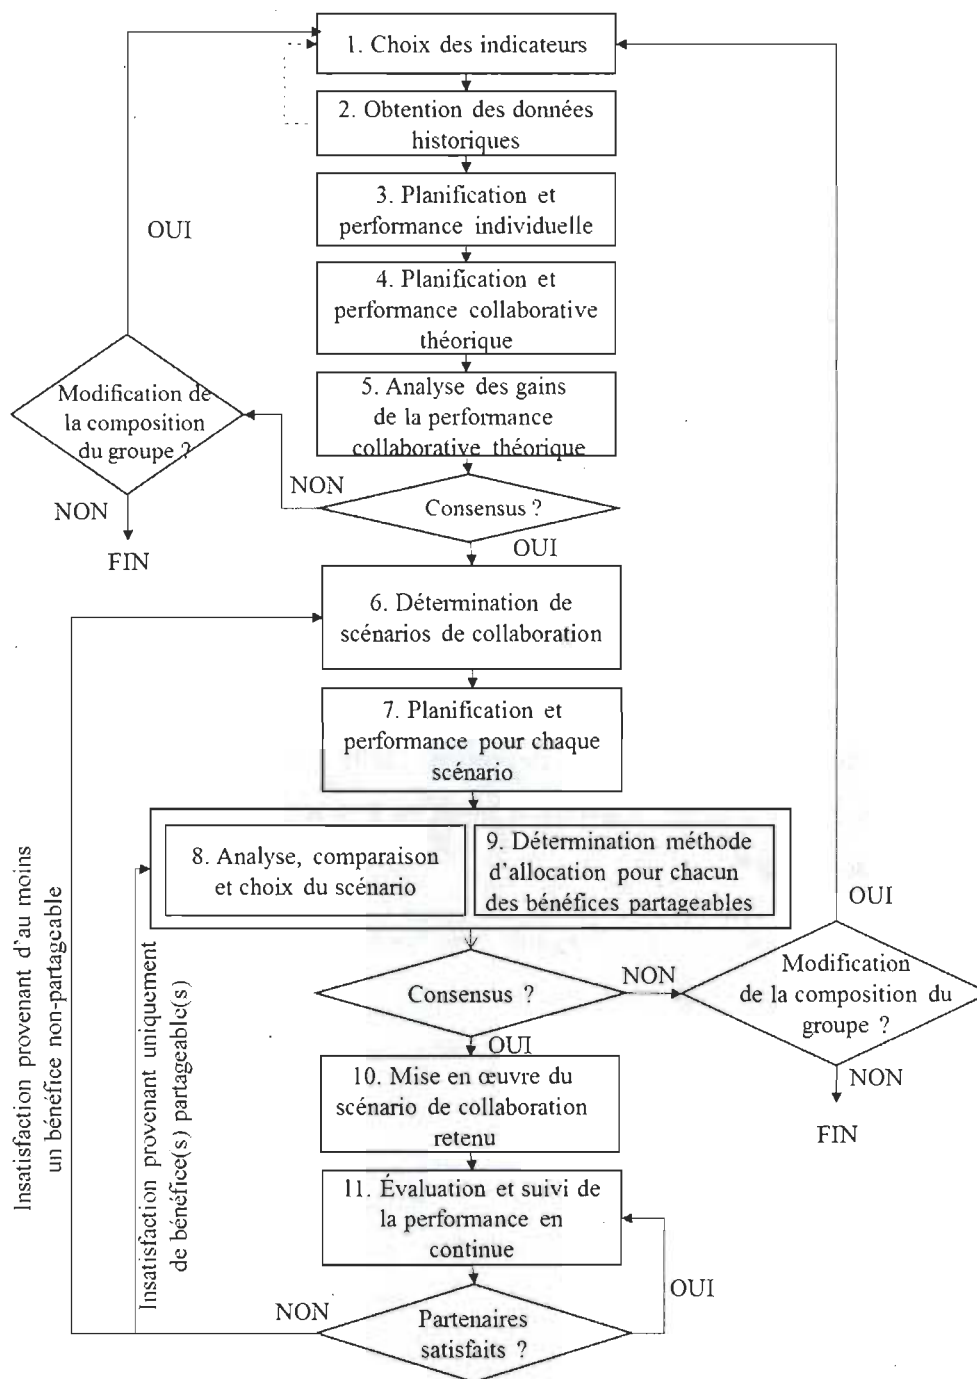 1. Choix des indicateurs
2. Obtention des données
historiques
3. Planification et
performance individuelle
OUI
4. Planification et
performance collaborative
théorique
5. Analyse des gains
de la performance
collaborative théorique
Modification de
la composition
du groupe ?
NON
Consensus ?
NON
FIN
OUI
6. Détermination de
scénarios de collaboration
7. Planification et
performance pour chaque
scénario
8. Analyse, comparaison
et choix du scénario
9. Détermination méthode
d'allocation pour chacun
des bénéfices partageables
OUI
Consensus ?
NON
Modification
de la composition du
groupe ?
OUI
NON
FIN
10. Mise en œuvre du
scénario de collaboration
retenu
11. Évaluation et suivi de
la performance en
continue
OUI
NON
Partenaires
satisfaits ?
Insatisfaction provenant d'au moins
un bénéfice non-partageable
Insatisfaction provenant uniquement
de bénéfice(s) partageable(s)